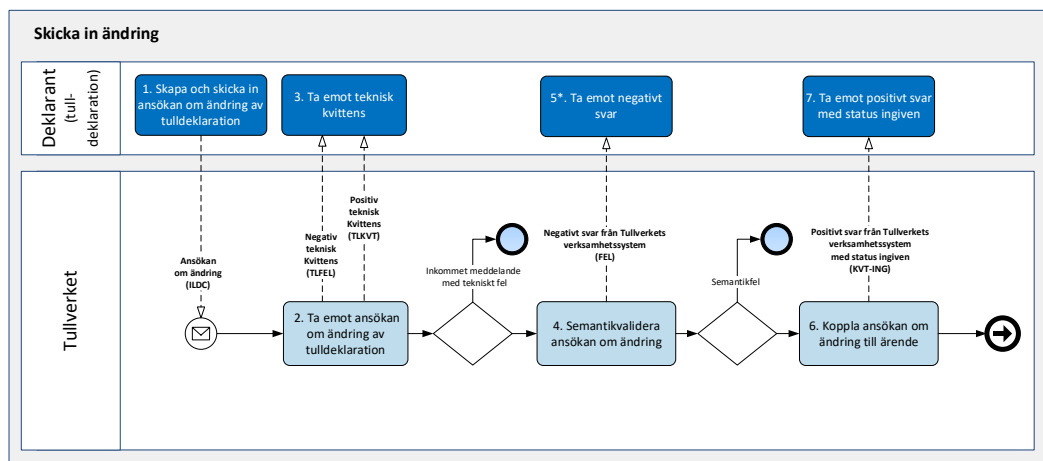 Skicka in ändring
Deklarant
(tull-
deklaration)
1. Skapa och skicka in
ansökan om ändring av
tulldeklaration
3. Ta emot teknisk
kvittens
5*. Ta emot negativt
svar
7. Ta emot positivt svar
med status ingiven
Tullverket
Ansökan
om ändring
(ILDC)
Negativ
teknisk
Kvittens
(TLFEL)
Positiv
teknisk
Kvittens
(TLKVT)
Inkommet meddelande
med tekniskt fel
Negativt svar från Tullverkets
verksamhetssystem
(FEL)
Semantikfel
Positivt svar från Tullverkets
verksamhetssystem
med status ingiven
(KVT-ING)
2. Ta emot ansökan
om ändring av
tulldeklaration
4. Semantikvalidera
ansökan om ändring
6. Koppla ansökan om
ändring till ärende